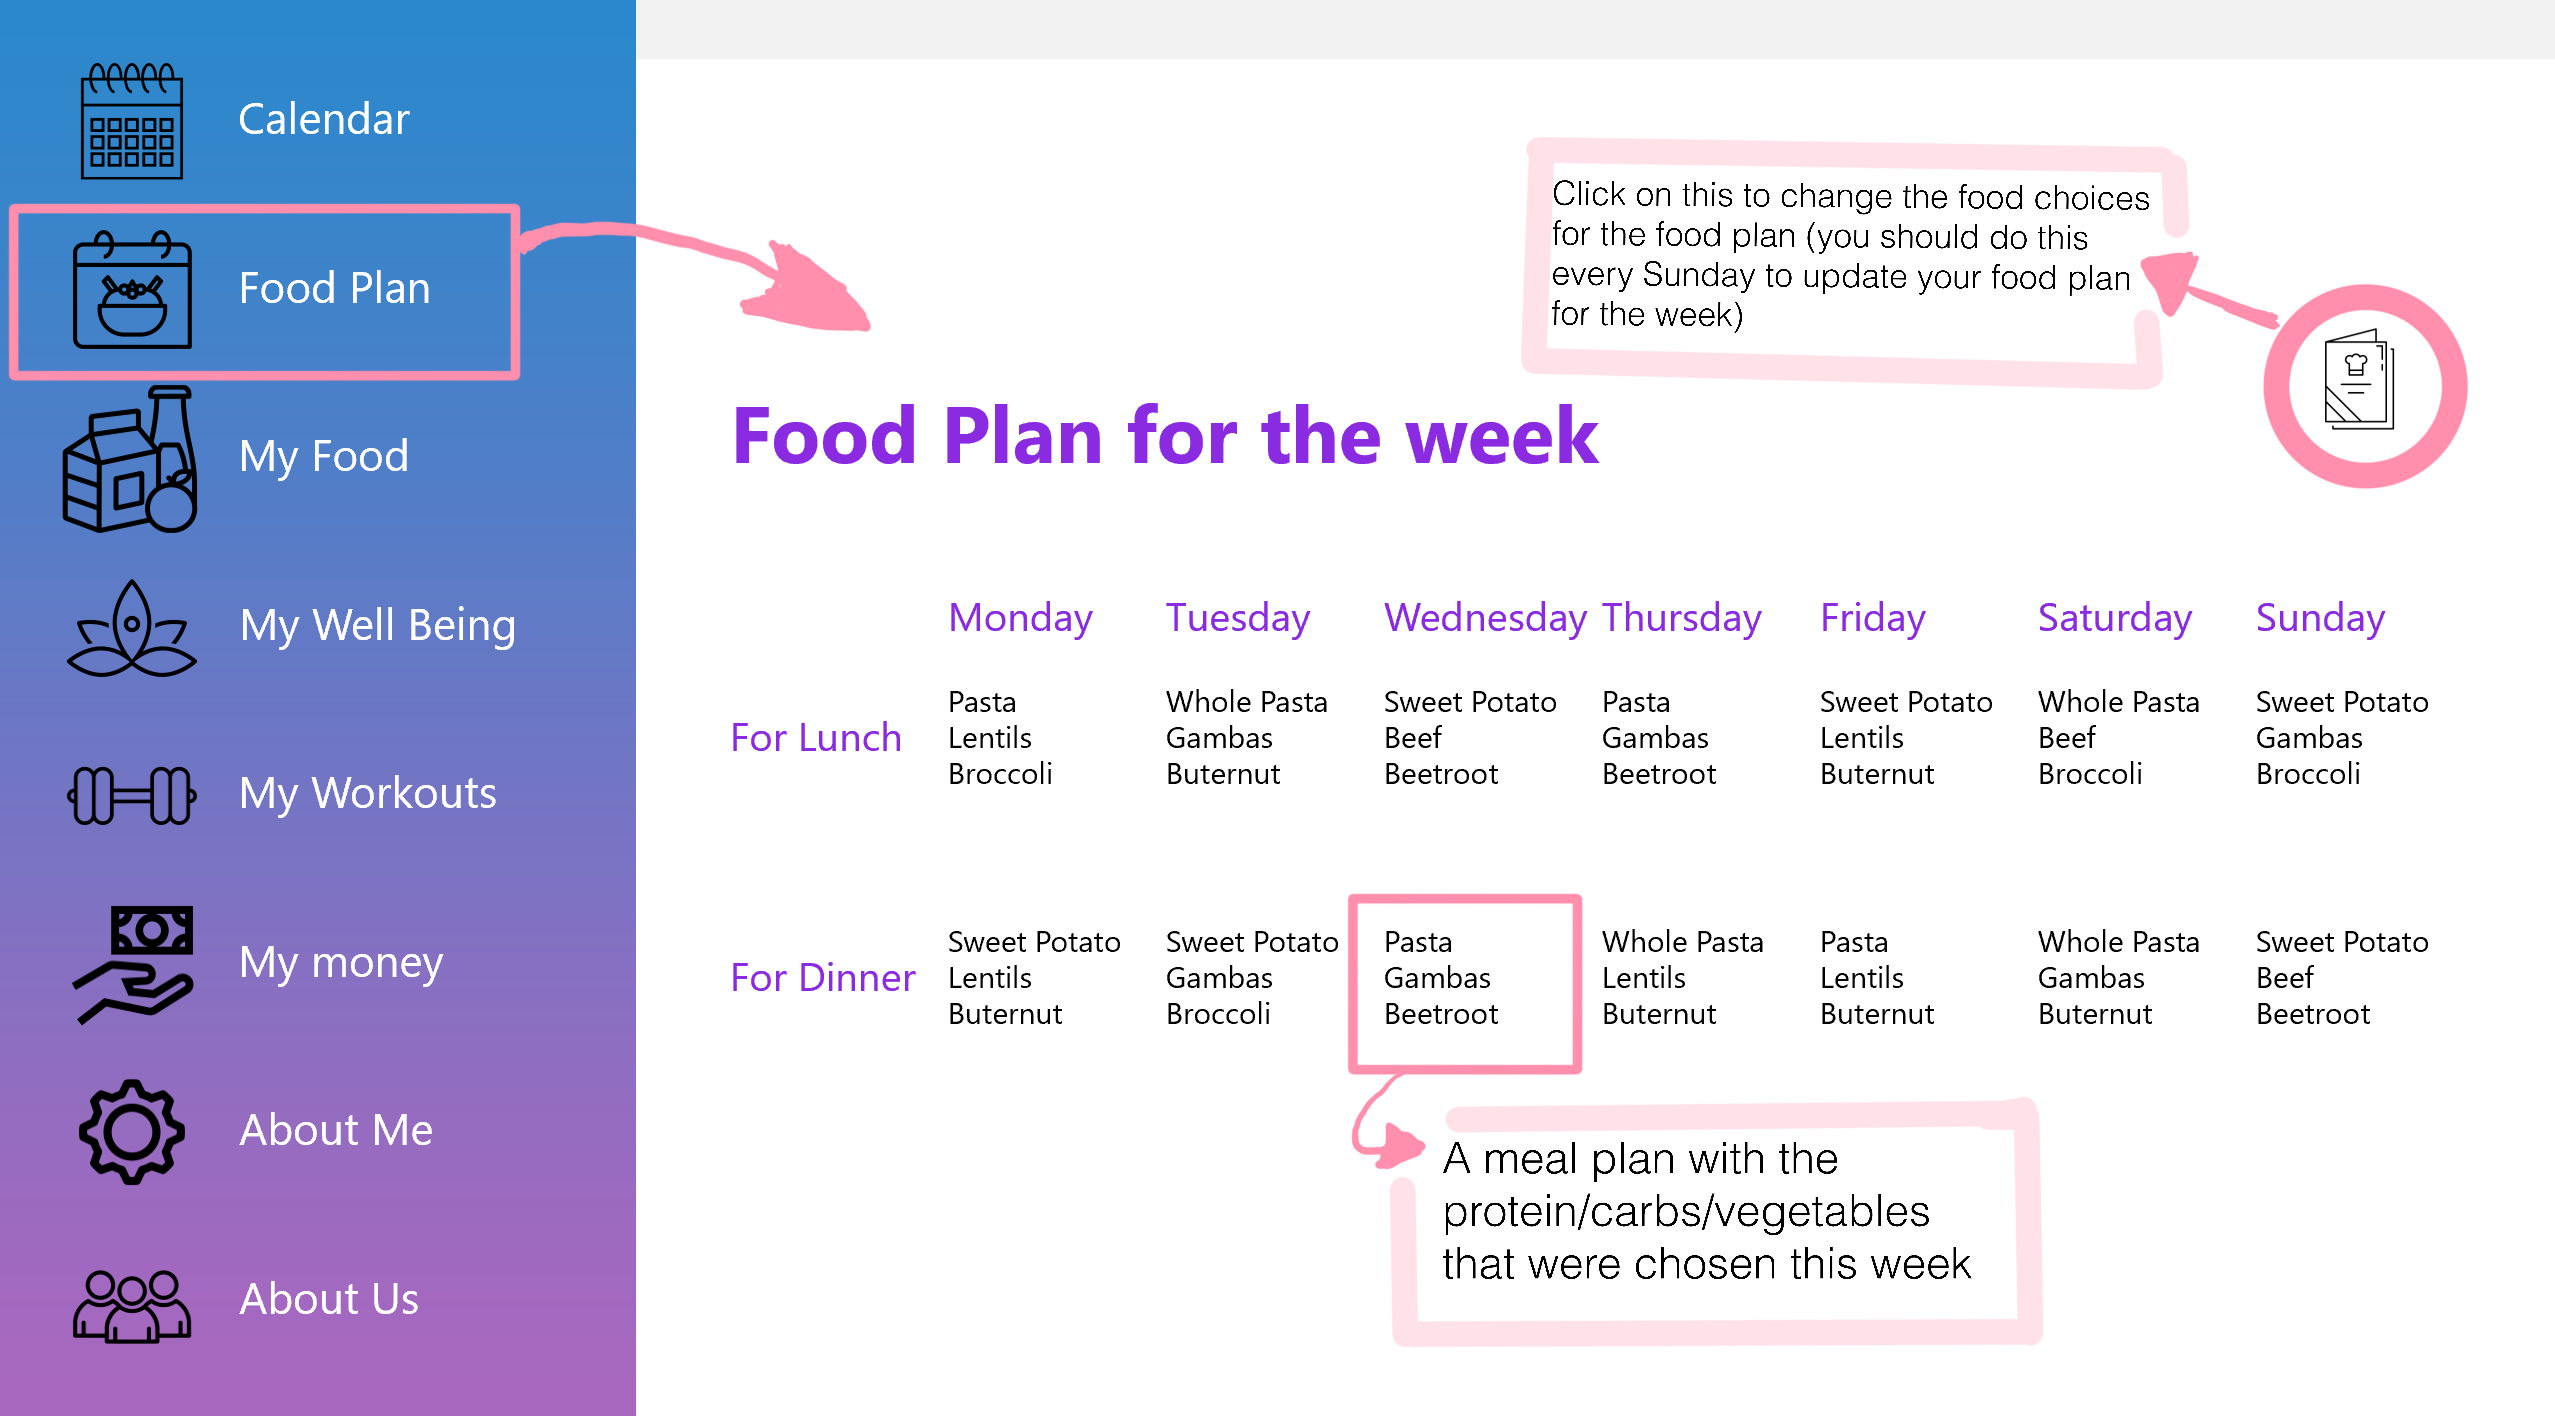 Calendar
Food Plan
My Food
My Well Being
My Workouts
My money
About Me
About Us
Click on this to change the food choices
for the food plan (you should do this
every Sunday to update your food plan
for the week)
Food Plan for the week
Monday Tuesday Wednesday Thursday Friday Saturday Sunday
For Lunch
Pasta
Lentils
Broccoli
Whole Pasta
Gambas
Buternut
Sweet Potato
Beef
Beetroot
Pasta
Gambas
Beetroot
Sweet Potato
Lentils
Buternut
Whole Pasta
Beef
Broccoli
Sweet Potato
Gambas
Broccoli
For Dinner
Sweet Potato
Lentils
Buternut
Sweet Potato
Gambas
Broccoli
Pasta
Gambas
Beetroot
Whole Pasta
Lentils
Buternut
Pasta
Lentils
Buternut
Whole Pasta
Gambas
Buternut
Sweet Potato
Beef
Beetroot
A meal plan with the
protein/carbs/vegetables
that were chosen this week